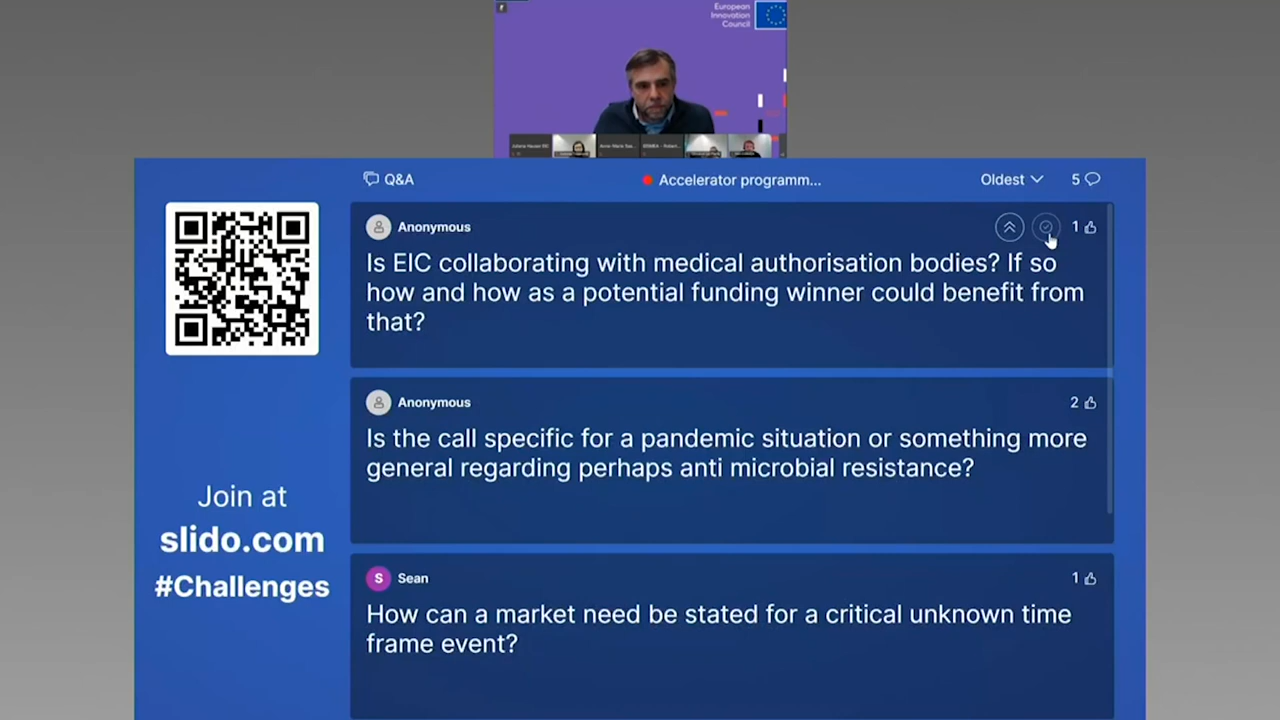 European
Innovation
Council
Q&A
Accelerator programm...
Oldest
5
Anonymous
1
Is EIC collaborating with medical authorisation bodies? If so
how and how as a potential funding winner could benefit from
that?
Anonymous
2
Is the call specific for a pandemic situation or something more
general regarding perhaps anti microbial resistance?
S
Sean
1
How can a market need be stated for a critical unknown time
frame event?
Join at
slido.com
#Challenges